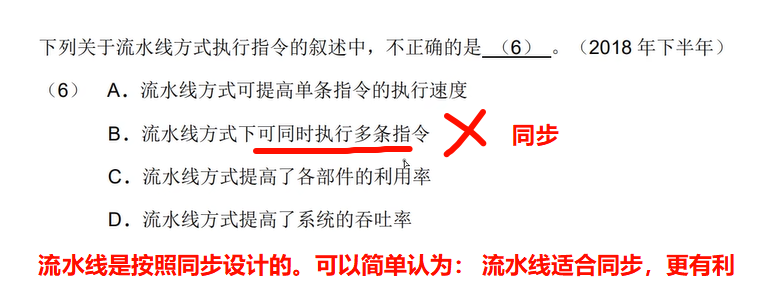 下列关于流水线方式执行指令的叙述中，不正确的是 （6） 。（2018 年下半年）
（6） A．流水线方式可提高单条指令的执行速度
B．流水线方式下可同时执行多条指令 同步
C．流水线方式提高了各部件的利用率
D．流水线方式提高了系统的吞吐率
流水线是按照同步设计的。可以简单认为： 流水线适合同步，更有利